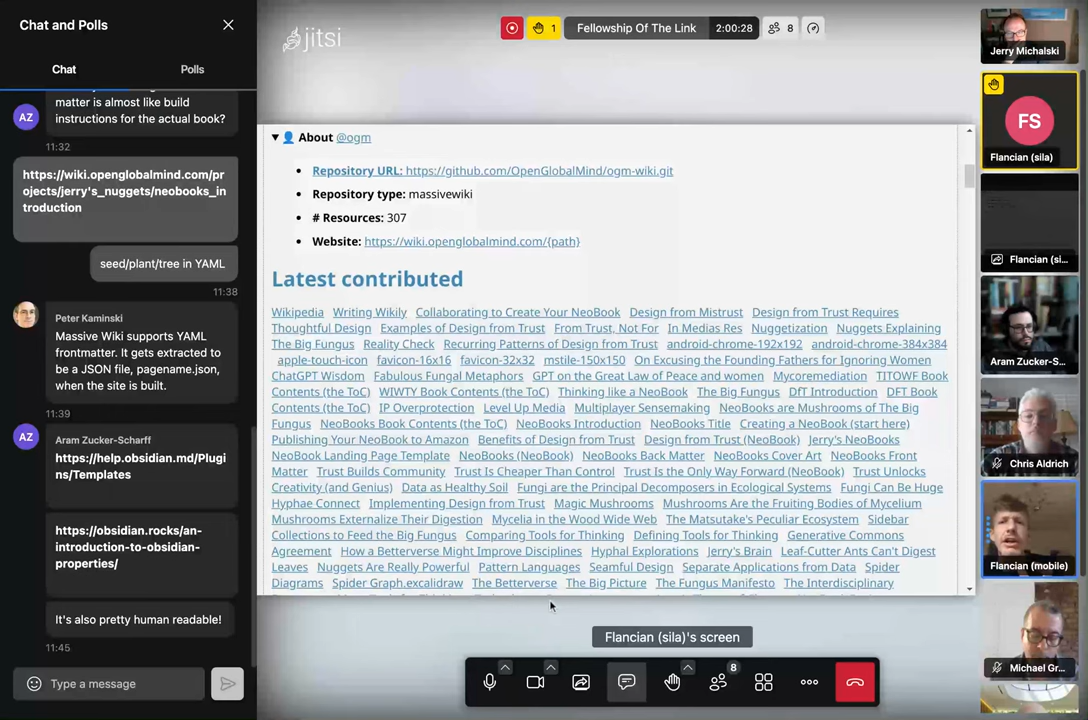 Chat and Polls
Chat
Polls
matter is almost like build
instructions for the actual book?
AZ
11:32
https://wiki.openglobalmind.com/pr
ojects/jerry's_nuggets/neobooks_in
troduction
seed/plant/tree in YAML
11:38
Peter Kaminski
Massive Wiki supports YAML
frontmatter. It gets extracted to
be a JSON file, pagename.json,
when the site is built.
11:39
AZ
Aram Zucker-Scharff
https://help.obsidian.md/Plugi
ns/Templates
https://obsidian.rocks/an-
introduction-to-obsidian-
properties/
It's also pretty human readable!
11:45
Type a message
jitsi
1
Fellowship Of The Link
2:00:28
8
▼ 👤 About @ogm
• Repository URL: https://github.com/OpenGlobalMind/ogm-wiki.git
• Repository type: massivewiki
• # Resources: 307
• Website: https://wiki.openglobalmind.com/{path}
Latest contributed
Wikipedia Writing Wikily Collaborating to Create Your NeoBook Design from Mistrust Design from Trust Requires
Thoughtful Design Examples of Design from Trust From Trust, Not For In Medias Res Nuggetization Nuggets Explaining
The Big Fungus Reality Check Recurring Patterns of Design from Trust android-chrome-192x192 android-chrome-384x384
apple-touch-icon favicon-16x16 favicon-32x32 mstile-150x150 On Excusing the Founding Fathers for Ignoring Women
ChatGPT Wisdom Fabulous Fungal Metaphors GPT on the Great Law of Peace and women Mycoremediation TITOWF Book
Contents (the ToC) WIWTY Book Contents (the ToC) Thinking like a NeoBook The Big Fungus DfT Introduction DFT Book
Contents (the ToC) IP Overprotection Level Up Media Multiplayer Sensemaking NeoBooks are Mushrooms of The Big
Fungus NeoBooks Book Contents (the ToC) NeoBooks Introduction NeoBooks Title Creating a NeoBook (start here)
Publishing Your NeoBook to Amazon Benefits of Design from Trust Design from Trust (NeoBook) Jerry's NeoBooks
NeoBook Landing Page Template NeoBooks (NeoBook) NeoBooks Back Matter NeoBooks Cover Art NeoBooks Front
Matter Trust Builds Community Trust Is Cheaper Than Control Trust Is the Only Way Forward (NeoBook) Trust Unlocks
Creativity (and Genius) Data as Healthy Soil Fungi are the Principal Decomposers in Ecological Systems Fungi Can Be Huge
Hyphae Connect Implementing Design from Trust Magic Mushrooms Mushrooms Are the Fruiting Bodies of Mycelium
Mushrooms Externalize Their Digestion Mycelia in the Wood Wide Web The Matsutake's Peculiar Ecosystem Sidebar
Collections to Feed the Big Fungus Comparing Tools for Thinking Defining Tools for Thinking Generative Commons
Agreement How a Betterverse Might Improve Disciplines Hyphal Explorations Jerry's Brain Leaf-Cutter Ants Can't Digest
Leaves Nuggets Are Really Powerful Pattern Languages Seamful Design Separate Applications from Data Spider
Diagrams Spider Graph.excalidraw The Betterverse The Big Picture The Fungus Manifesto The Interdisciplinary
Flancian (sila)'s screen
8
Jerry Michalski
FS
Flancian (sila)
Flancian (si...
Aram Zucker-S...
Chris Aldrich
Flancian (mobile)
Michael Gr...